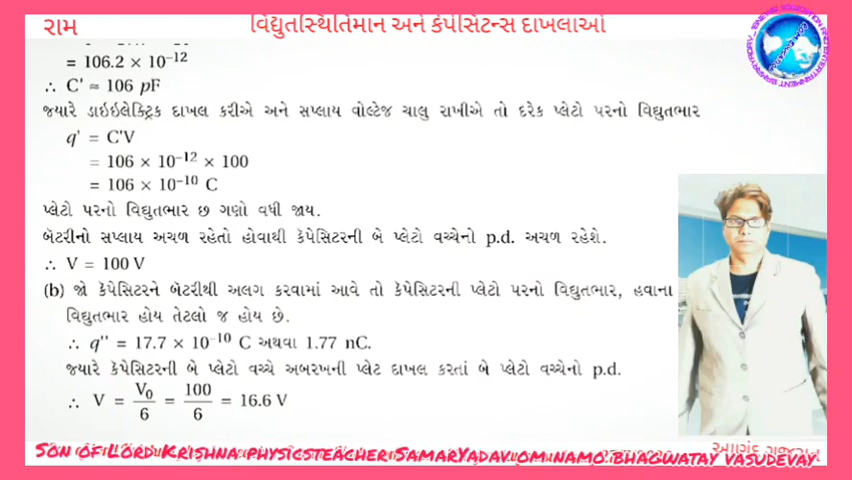 રામ
વિદ્યુતસ્થિતિમાન અને કેપેસિટન્સ દાખલાઓ
= 106.2 × 10⁻¹²
∴ C' ≈ 106 pF
જ્યારે ડાઇઇલેક્ટ્રિક દાખલ કરીએ અને સપ્લાય વોલ્ટેજ ચાલુ રાખીએ તો દરેક પ્લેટો પરનો વિદ્યુતભાર
q' = C'V
= 106 × 10⁻¹² × 100
= 106 × 10⁻¹⁰ C
પ્લેટો પરનો વિદ્યુતભાર છ ગણો વધી જાય.
બૅટરીનો સપ્લાય અચળ રહેતો હોવાથી કૅપેસિટરની બે પ્લેટો વચ્ચેનો p.d. અચળ રહેશે.
∴ V = 100 V
(b) જો કૅપેસિટરને બૅટરીથી અલગ કરવામાં આવે તો કૅપેસિટરની પ્લેટો પરનો વિદ્યુતભાર, હવાના
વિદ્યુતભાર હોય તેટલો જ હોય છે.
∴ q'' = 17.7 × 10⁻¹⁰ C અથવા 1.77 nC.
જ્યારે કૅપેસિટરની બે પ્લેટો વચ્ચે અબરખની પ્લેટ દાખલ કરતાં બે પ્લેટો વચ્ચેનો p.d.
∴ V = V₀/6 = 100/6 = 16.6 V
Son of Lord Krishna physicsteacher SamarYadav om namo bhagwatay vasudevay